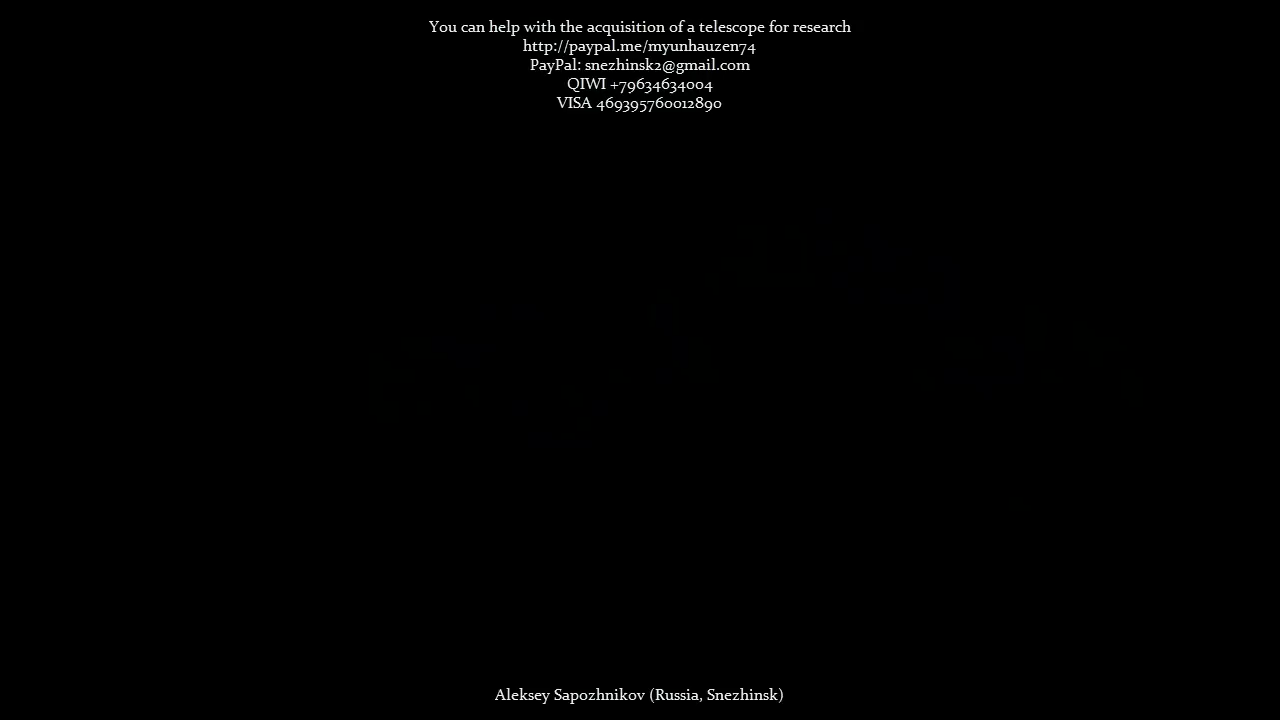 You can help with the acquisition of a telescope for research
http://paypal.me/myunhauzen74
PayPal: snezhinsk2@gmail.com
QIWI +79634634004
VISA 469395760012890
Aleksey Sapozhnikov (Russia, Snezhinsk)